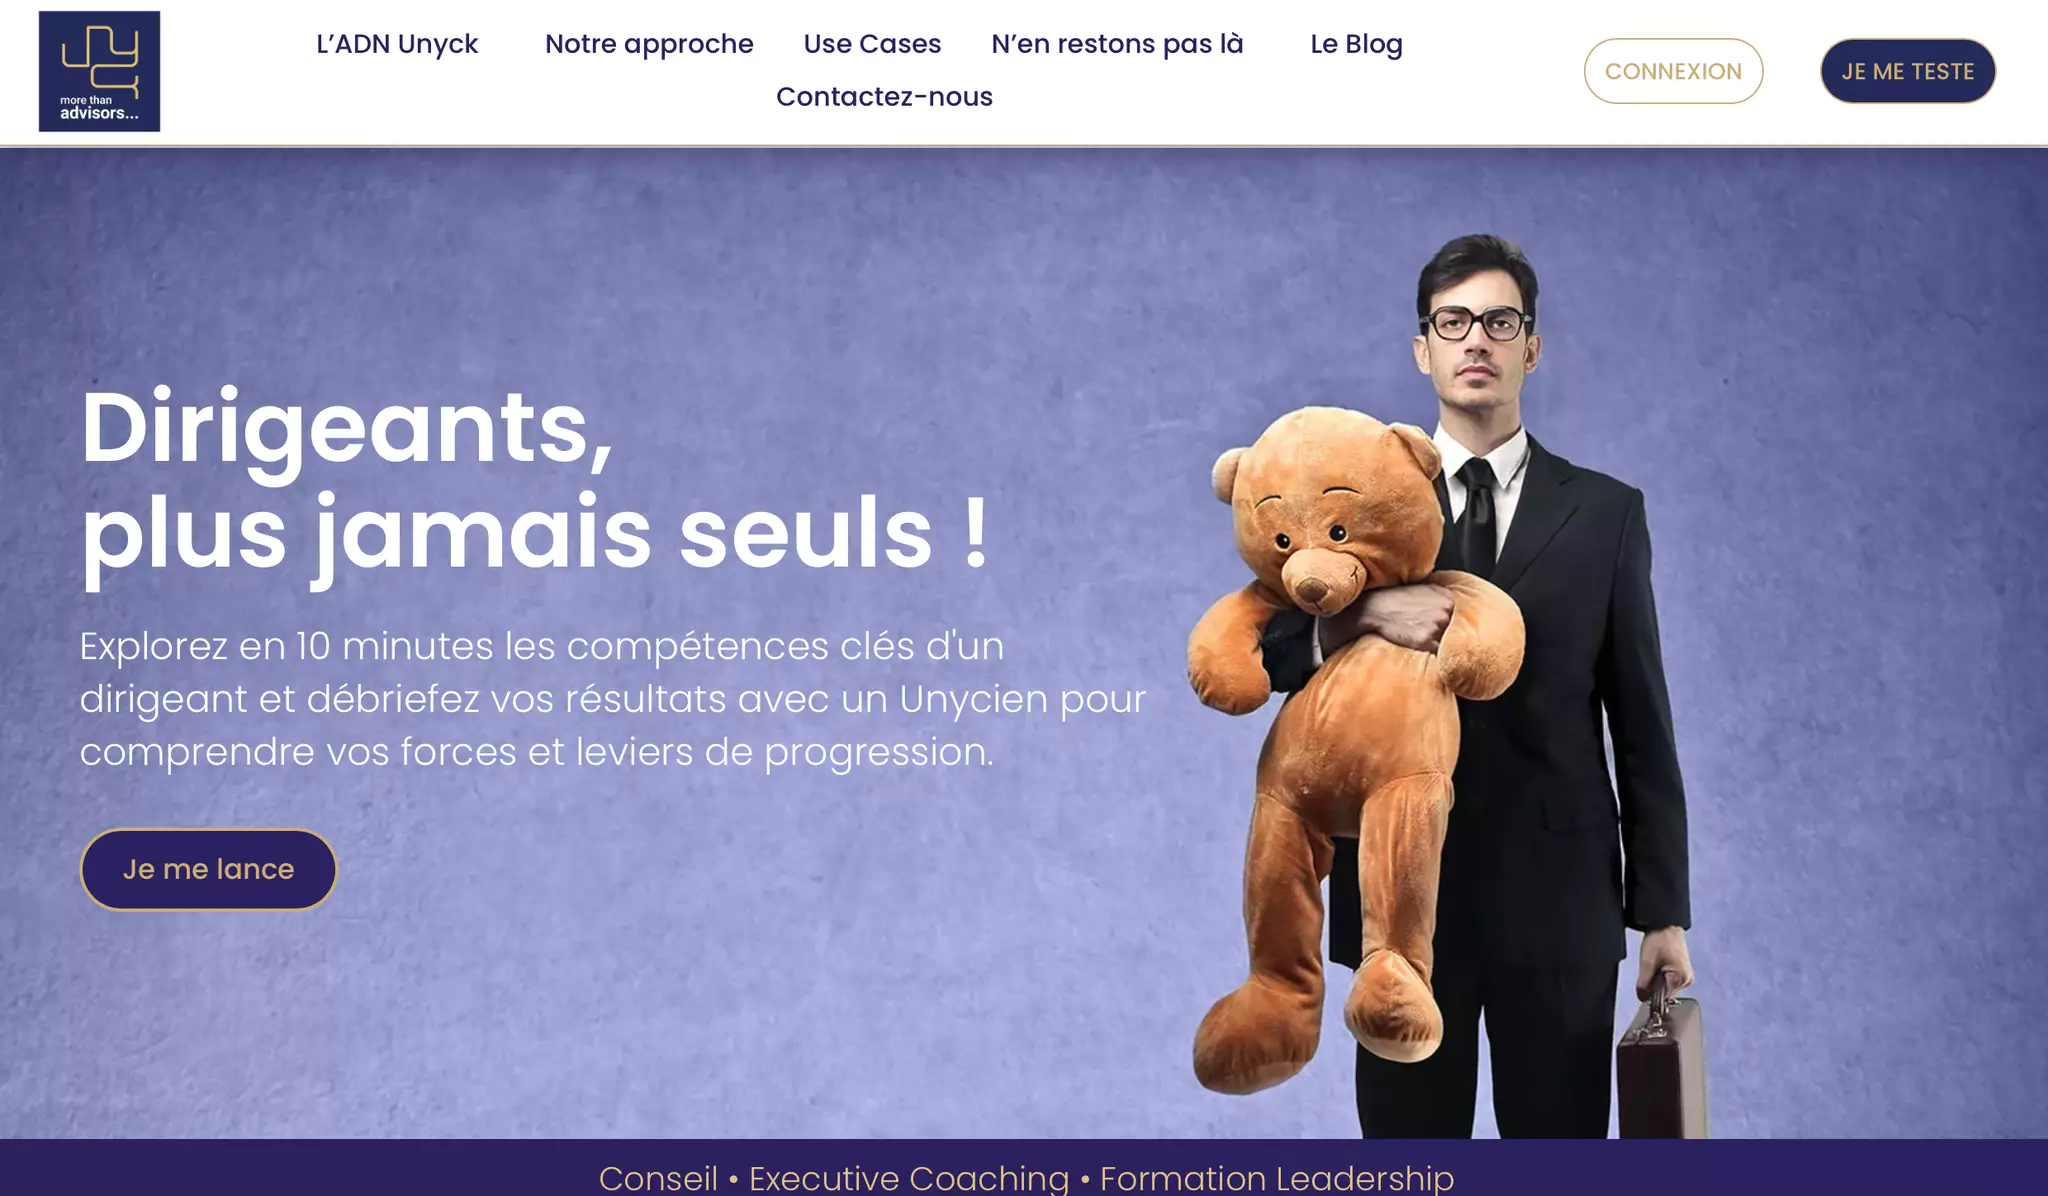 more than
advisors...
L’ADN Unyck
Notre approche
Use Cases
N’en restons pas là
Le Blog
Contactez-nous
CONNEXION
JE ME TESTE
Dirigeants,
plus jamais seuls !
Explorez en 10 minutes les compétences clés d'un
dirigeant et débriefez vos résultats avec un Unycien pour
comprendre vos forces et leviers de progression.
Je me lance
Conseil • Executive Coaching • Formation Leadership